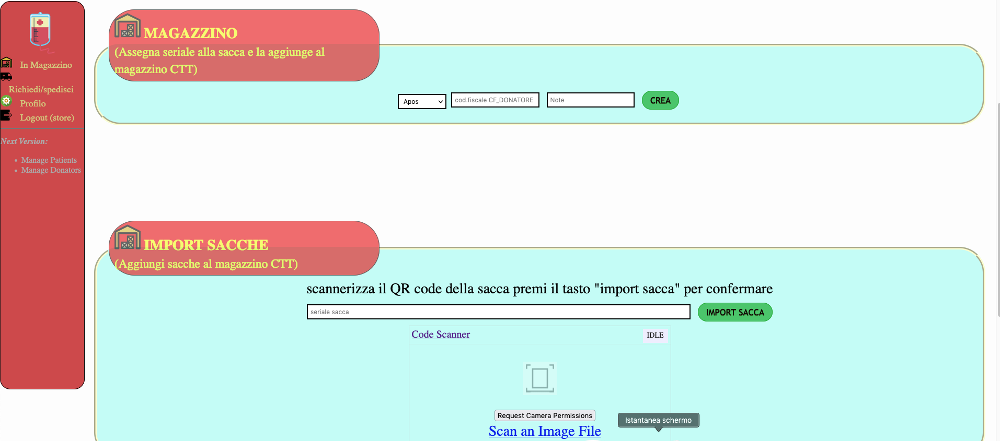 In Magazzino
Richiedi/spedisci
Profilo
Logout (store)
Next Version:
Manage Patients
Manage Donators
MAGAZZINO
(Assegna seriale alla sacca e la aggiunge al
magazzino CTT)
Apos
cod.fiscale CF_DONATORE
Note
CREA
IMPORT SACCHE
(Aggiungi sacche al magazzino CTT)
scannerizza il QR code della sacca premi il tasto "import sacca" per confermare
seriale sacca
IMPORT SACCA
Code Scanner
IDLE
Request Camera Permissions
Istantanea schermo
Scan an Image File